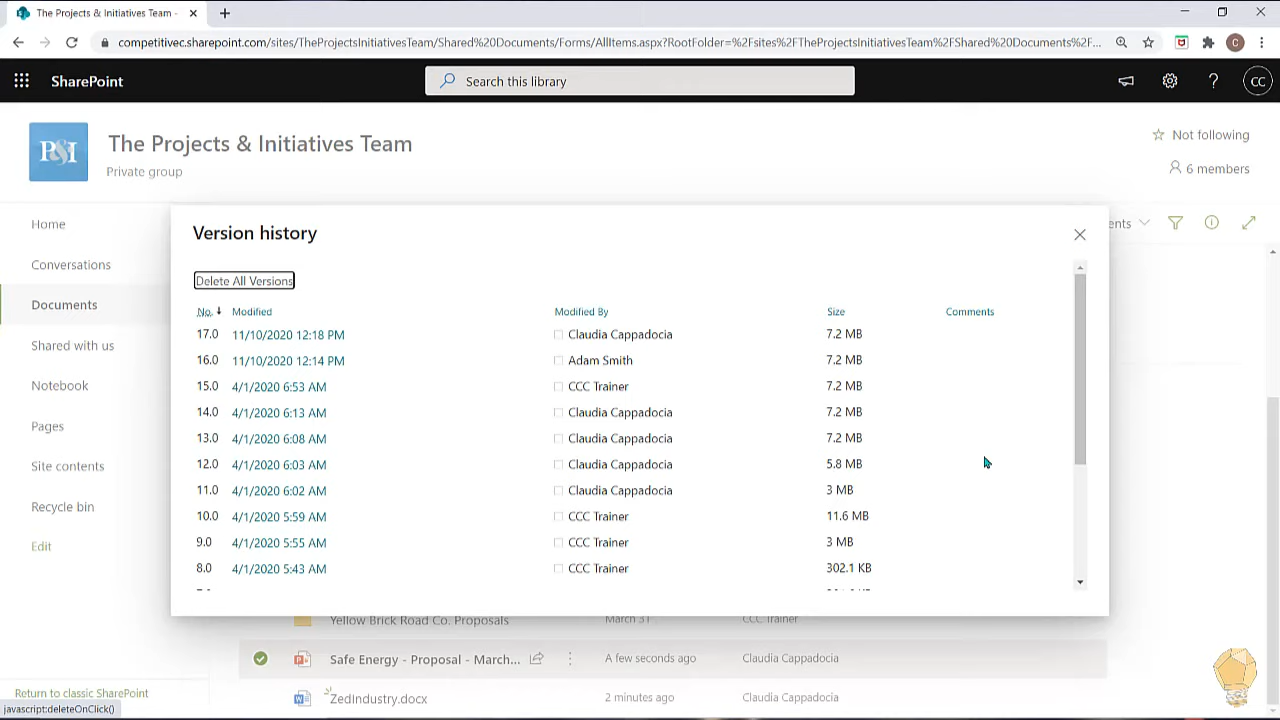 The Projects & Initiatives Team -
competitivec.sharepoint.com/sites/TheProjectsInitiativesTeam/Shared%20Documents/Forms/AllItems.aspx?RootFolder=%2Fsites%2FTheProjectsInitiativesTeam%2FShared%20Documents%2F...
C
SharePoint
Search this library
?
CC
P&I
The Projects & Initiatives Team
Private group
Not following
6 members
Home
Conversations
Documents
Shared with us
Notebook
Pages
Site contents
Recycle bin
Edit
ents
Version history
Delete All Versions
No. Modified Modified By Size Comments
17.0 11/10/2020 12:18 PM Claudia Cappadocia 7.2 MB
16.0 11/10/2020 12:14 PM Adam Smith 7.2 MB
15.0 4/1/2020 6:53 AM CCC Trainer 7.2 MB
14.0 4/1/2020 6:13 AM Claudia Cappadocia 7.2 MB
13.0 4/1/2020 6:08 AM Claudia Cappadocia 7.2 MB
12.0 4/1/2020 6:03 AM Claudia Cappadocia 5.8 MB
11.0 4/1/2020 6:02 AM Claudia Cappadocia 3 MB
10.0 4/1/2020 5:59 AM CCC Trainer 11.6 MB
9.0 4/1/2020 5:55 AM CCC Trainer 3 MB
8.0 4/1/2020 5:43 AM CCC Trainer 302.1 KB
Yellow Brick Road Co. Proposals March 31 CCC Trainer
Safe Energy - Proposal - March... A few seconds ago Claudia Cappadocia
ZedIndustry.docx 2 minutes ago Claudia Cappadocia
Return to classic SharePoint
javascript:deleteOnClick()